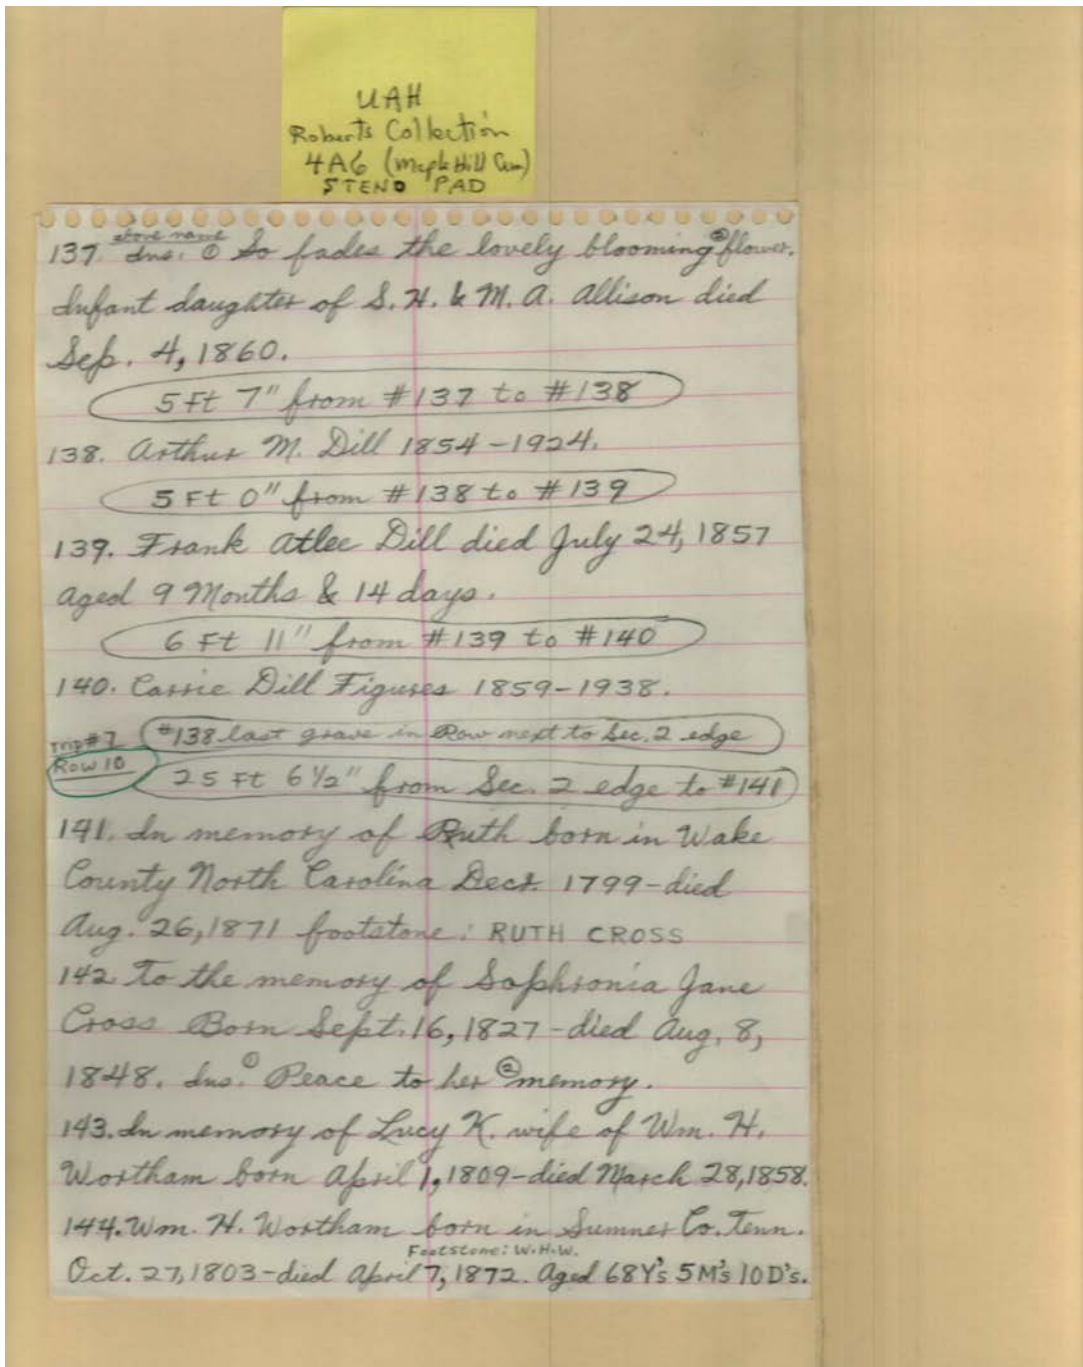 UAH
Roberts Collection
4A6 (Maple Hill Cem)
STENO PAD
above name
137. Ins. ① So fades the lovely blooming ② flower.
Infant daughter of S. H. & M. A. Allison died
Sep. 4, 1860.
5 Ft 7" from #137 to #138
138. Arthur M. Dill 1854-1924.
5 Ft 0" from #138 to #139
139. Frank Atlee Dill died July 24, 1857
aged 9 Months & 14 days.
6 Ft 11" from #139 to #140
140. Carrie Dill Figures 1859-1938.
Trip #7 #138 last grave in Row next to Sec. 2 edge
Row 10 25 Ft 6 1/2" from Sec. 2 edge to #141
141. In memory of Ruth born in Wake
County North Carolina Decr. 1799-died
Aug. 26, 1871 footstone: RUTH CROSS
142 To the memory of Sophronia Jane
Cross Born Sept. 16, 1827-died Aug. 8,
1848. Ins. ① Peace to her ② memory.
143. In memory of Lucy K. wife of Wm. H.
Wortham born April 1, 1809-died March 28, 1858.
144. Wm. H. Wortham born in Sumner Co. Tenn.
Footstone: W.H.W.
Oct. 27, 1803-died April 7, 1872. Aged 68Y's 5M's 10D's.